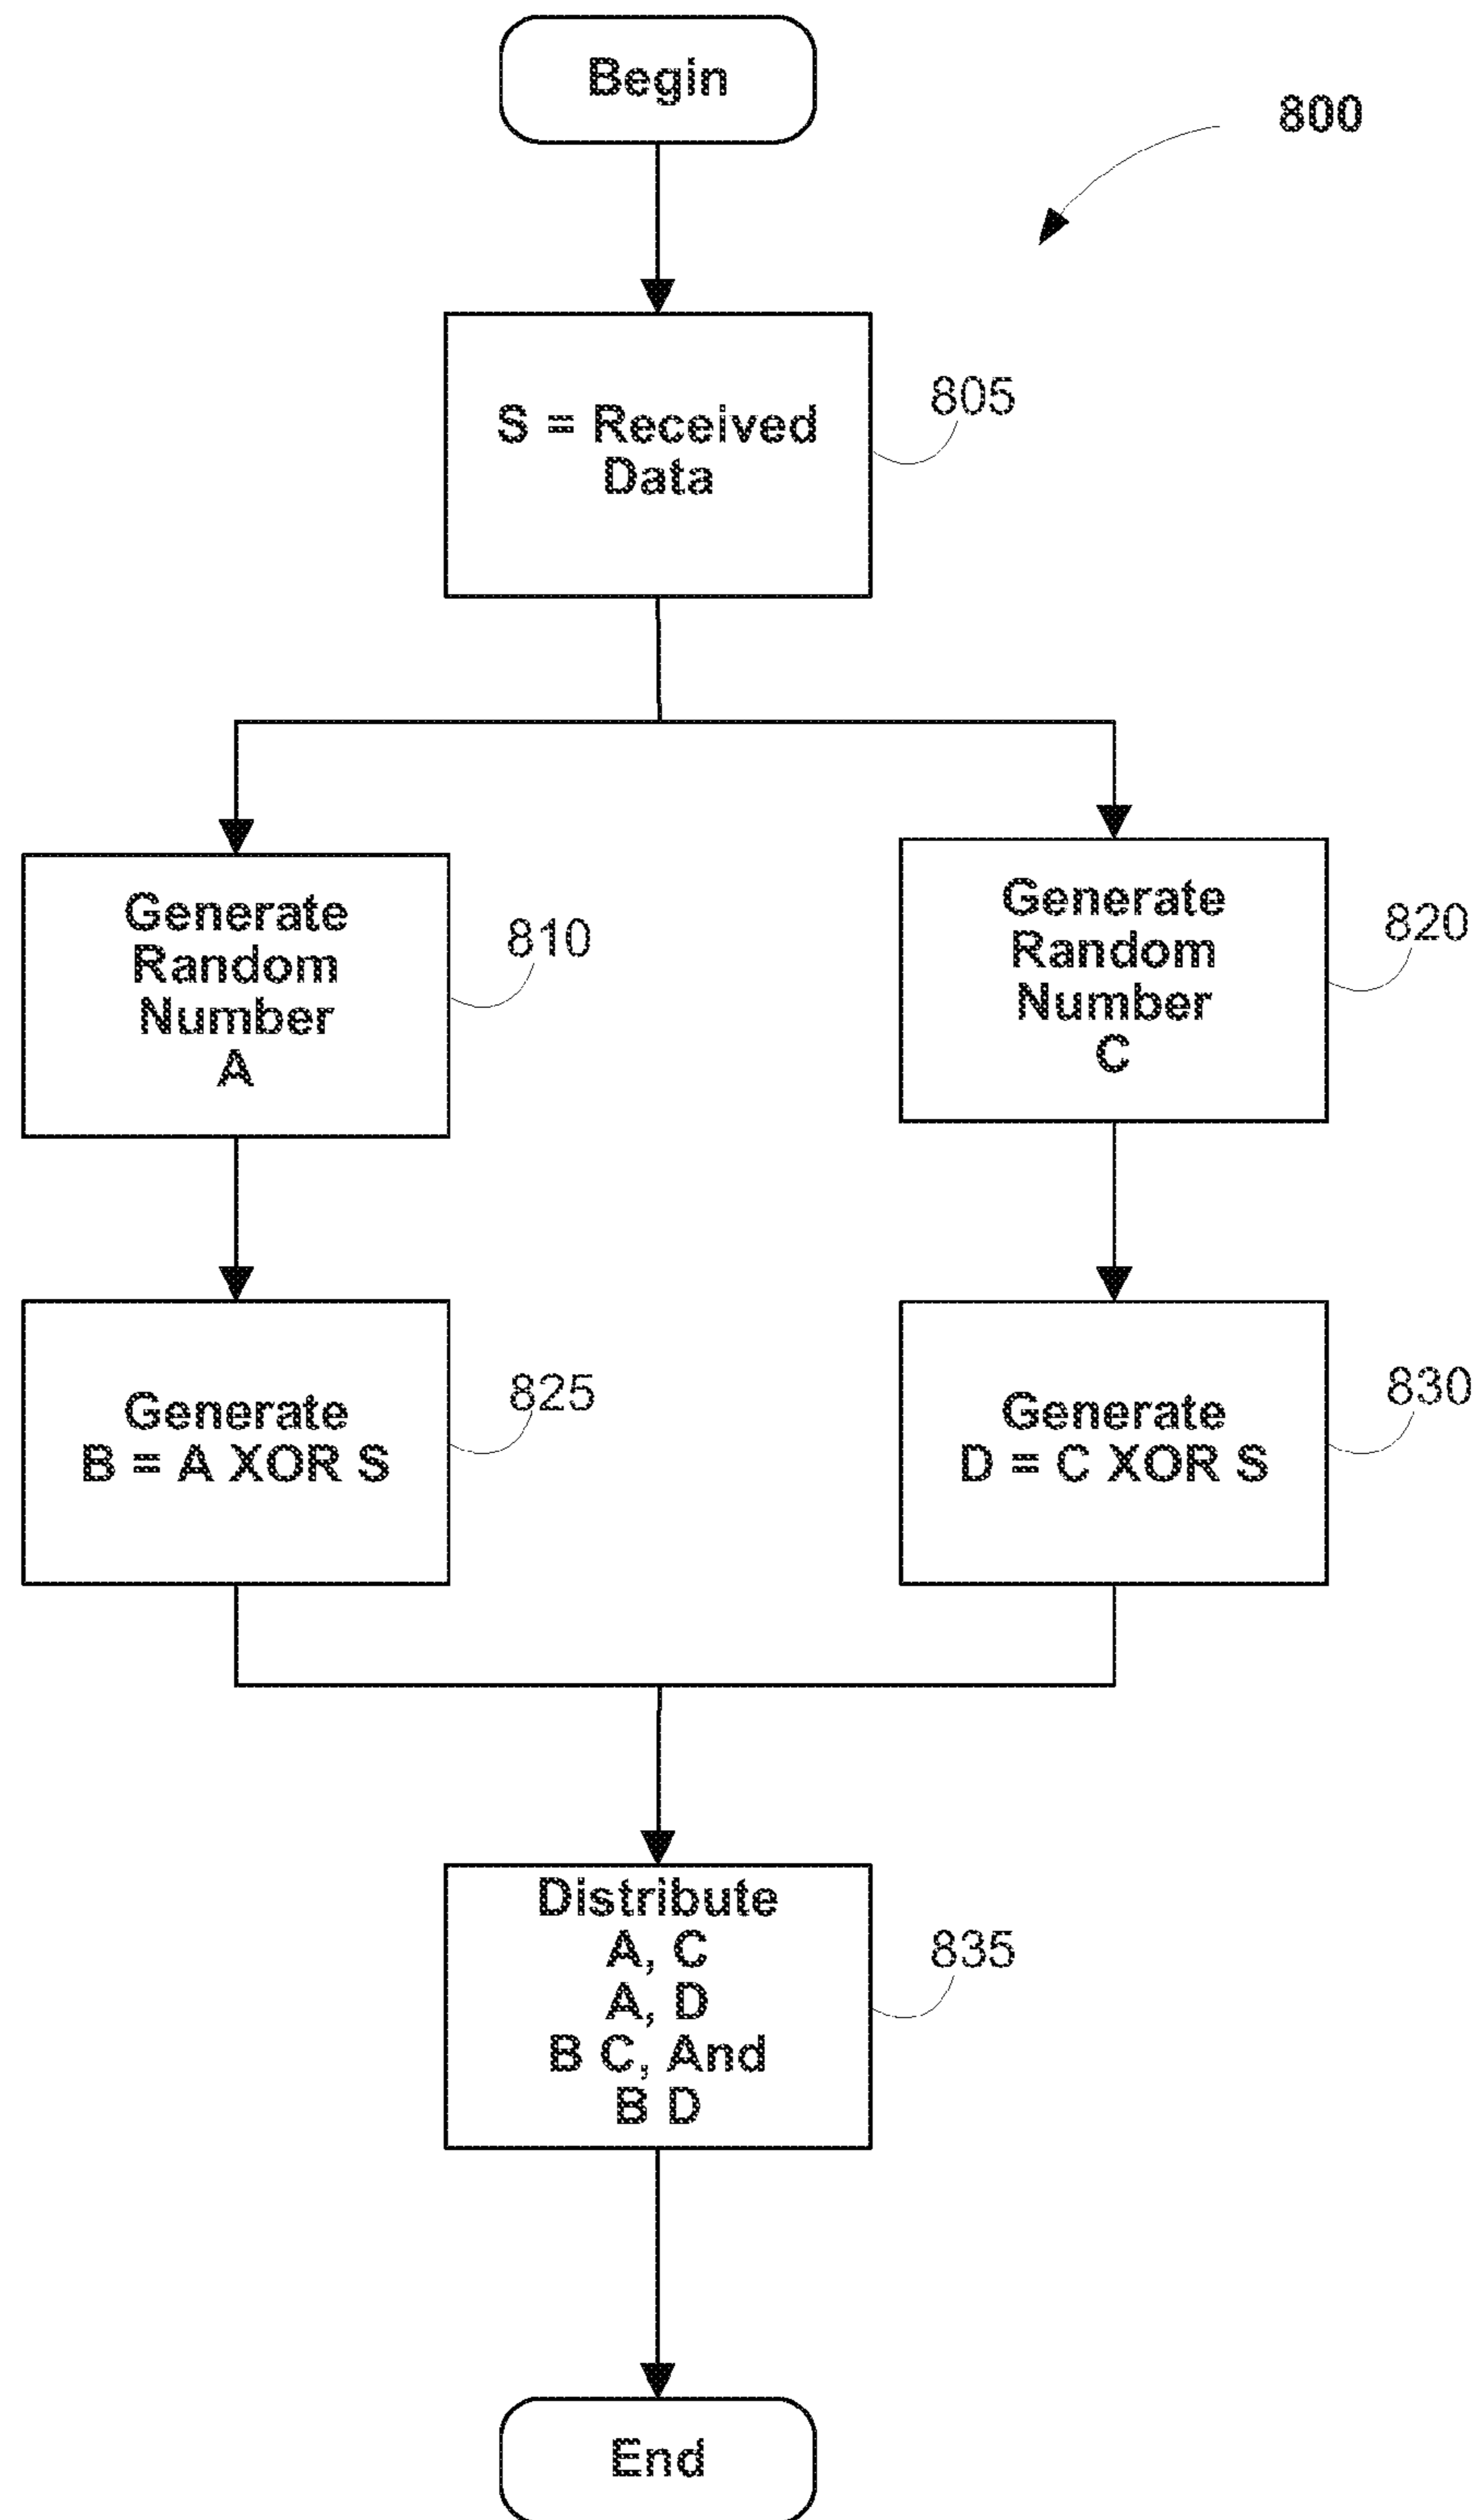 Begin
800
S = Received
Data
805
Generate
Random
Number
A
810
Generate
Random
Number
C
820
Generate
B = A XOR S
825
Generate
D = C XOR S
830
Distribute
A, C
A, D
B C, And
B D
835
End